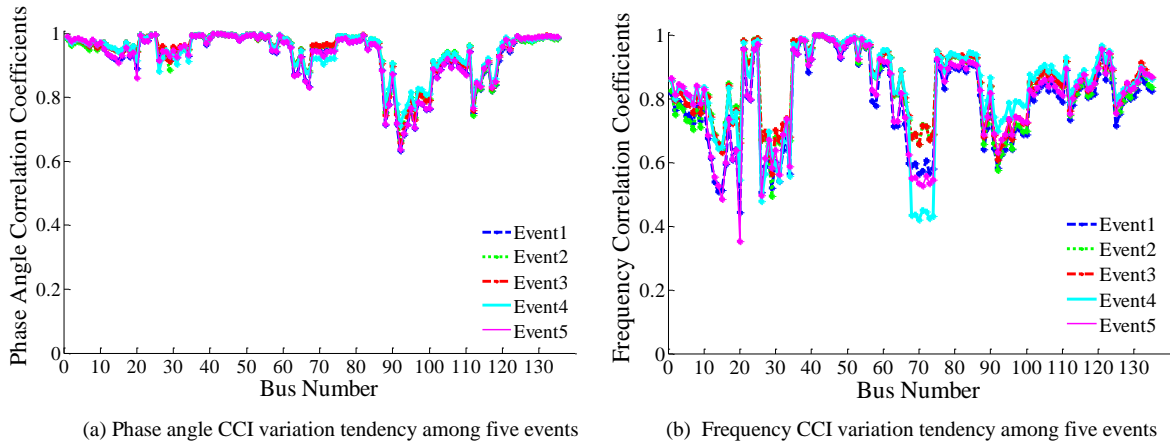 Phase Angle Correlation Coefficients
1
0.8
0.6
0.4
0.2
0
0 10 20 30 40 50 60 70 80 90 100 110 120 130
Bus Number
Event1
Event2
Event3
Event4
Event5
(a) Phase angle CCI variation tendency among five events
Frequency Correlation Coefficients
1
0.8
0.6
0.4
0.2
0
0 10 20 30 40 50 60 70 80 90 100 110 120 130
Bus Number
Event1
Event2
Event3
Event4
Event5
(b) Frequency CCI variation tendency among five events